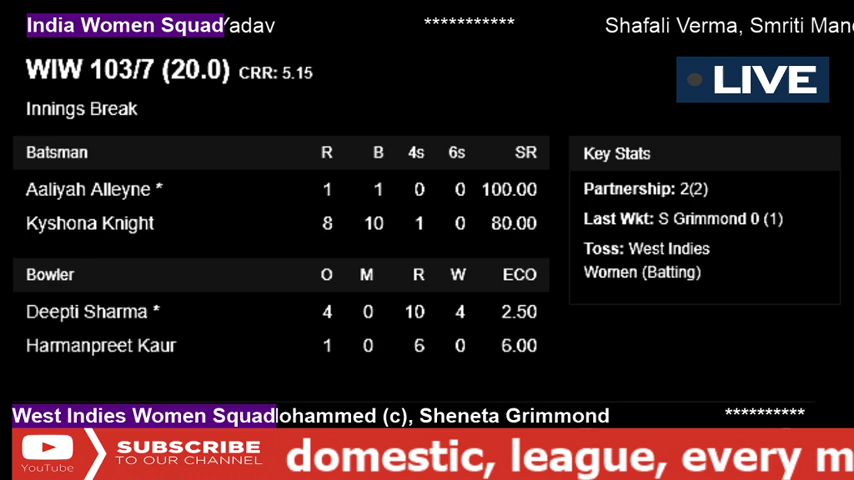 India Women Squad Yadav *********** Shafali Verma, Smriti Man
WIW 103/7 (20.0) CRR: 5.15
LIVE
Innings Break
Batsman R B 4s 6s SR
Aaliyah Alleyne * 1 1 0 0 100.00
Kyshona Knight 8 10 1 0 80.00
Bowler O M R W ECO
Deepti Sharma * 4 0 10 4 2.50
Harmanpreet Kaur 1 0 6 0 6.00
Key Stats
Partnership: 2(2)
Last Wkt: S Grimmond 0 (1)
Toss: West Indies
Women (Batting)
West Indies Women Squad ohammed (c), Sheneta Grimmond **********
YouTube
SUBSCRIBE
TO OUR CHANNEL
domestic, league, every m